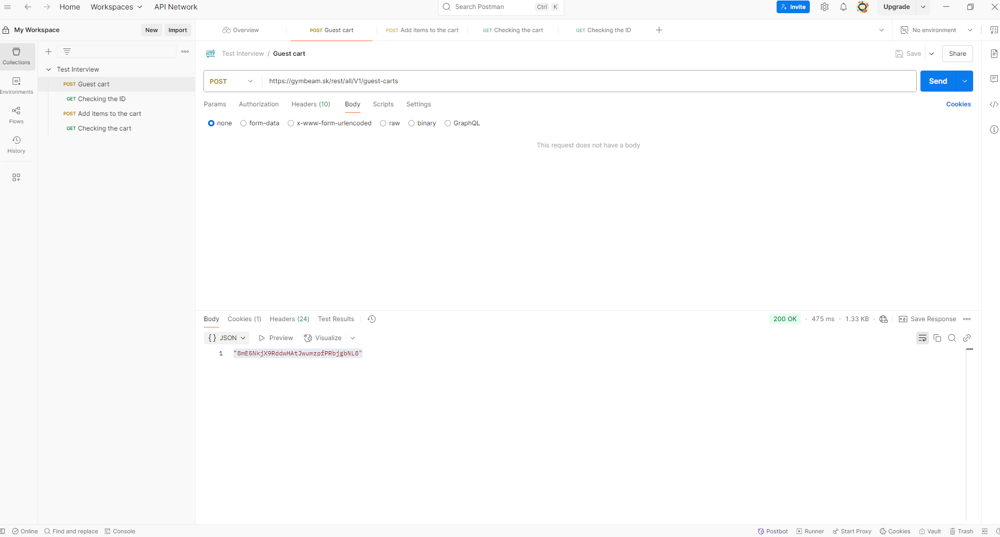 Home Workspaces API Network Search Postman Ctrl K Invite Upgrade
My Workspace New Import Overview POST Guest cart POST Add items to the cart GET Checking the cart GET Checking the ID No environment
Collections
Environments
Flows
History
Test Interview
POST Guest cart
GET Checking the ID
POST Add items to the cart
GET Checking the cart
HTTP Test Interview / Guest cart Save Share
POST https://gymbeam.sk/rest/all/V1/guest-carts Send
Params Authorization Headers (10) Body Scripts Settings Cookies
none form-data x-www-form-urlencoded raw binary GraphQL
This request does not have a body
Body Cookies (1) Headers (24) Test Results 200 OK • 475 ms • 1.33 KB • e.g. Save Response
{} JSON Preview Visualize
1 "8mE5NkjX9RddwHAtJwumzpfPRbjgbNL8"
Online Find and replace Console Postbot Runner Start Proxy Cookies Vault Trash